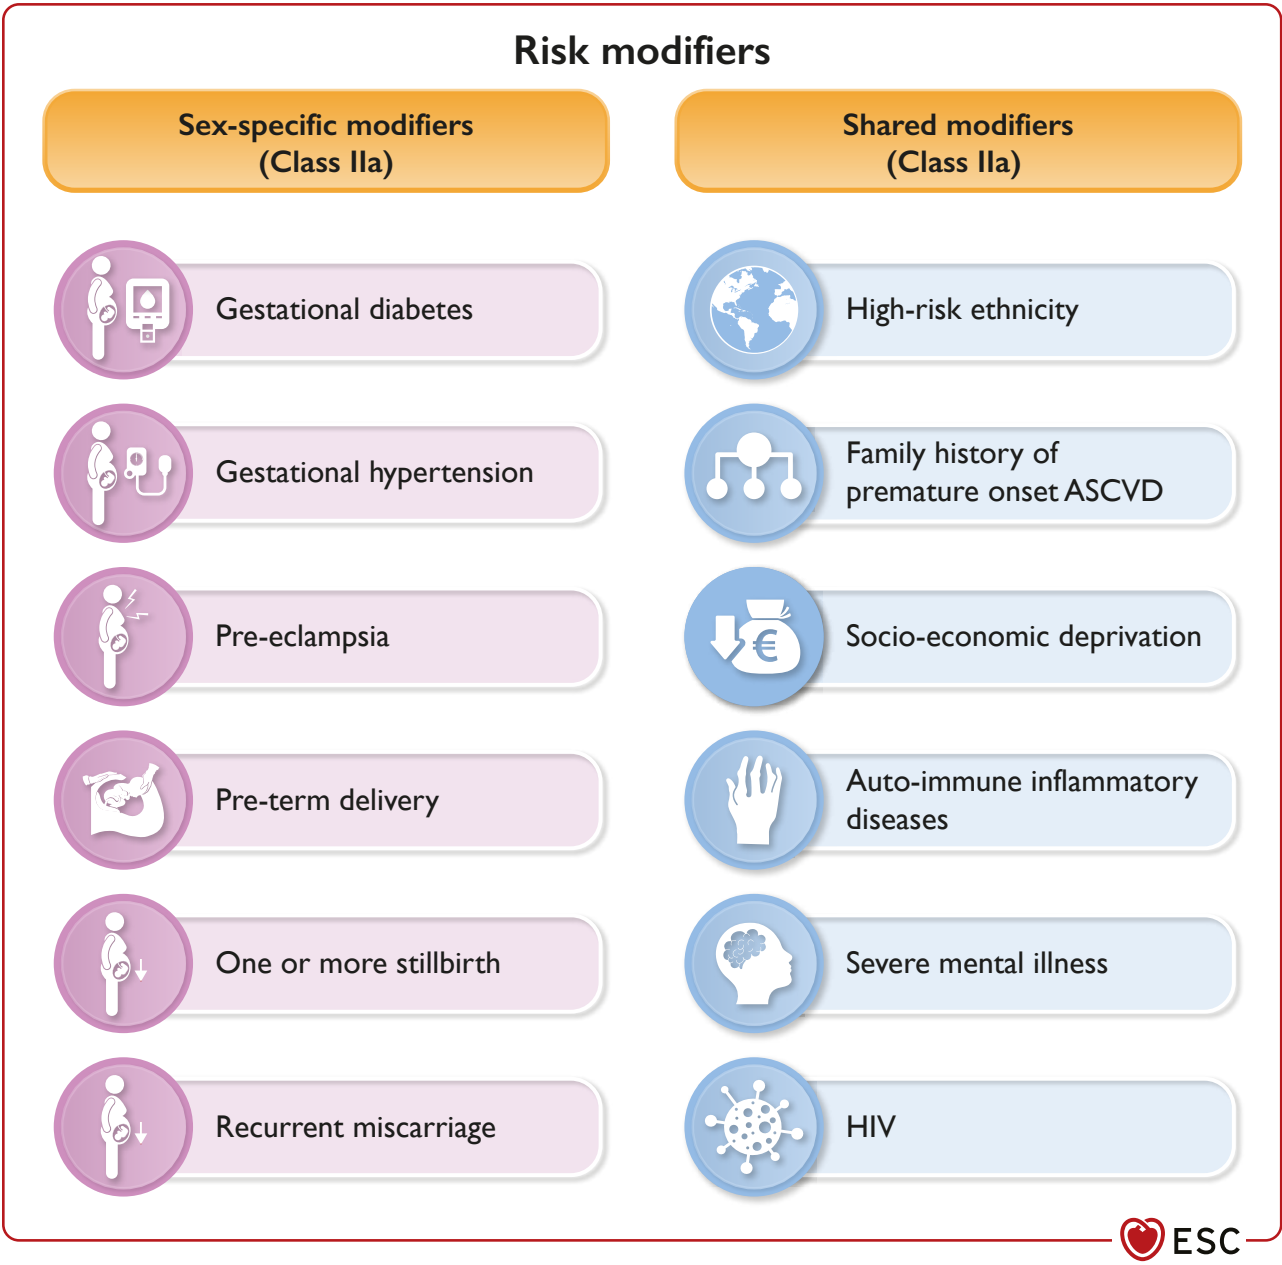 Risk modifiers
Sex-specific modifiers
(Class IIa)
Gestational diabetes
Gestational hypertension
Pre-eclampsia
Pre-term delivery
One or more stillbirth
Recurrent miscarriage
Shared modifiers
(Class IIa)
High-risk ethnicity
Family history of
premature onset ASCVD
€
Socio-economic deprivation
Auto-immune inflammatory
diseases
Severe mental illness
HIV
ESC